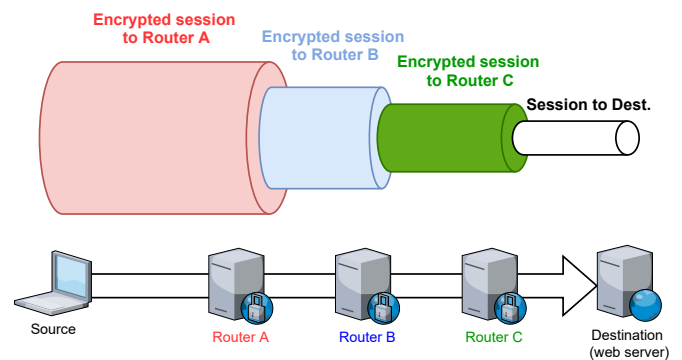 Encrypted session
to Router A
Encrypted session
to Router B
Encrypted session
to Router C
Session to Dest.
Source
Router A
Router B
Router C
Destination
(web server)